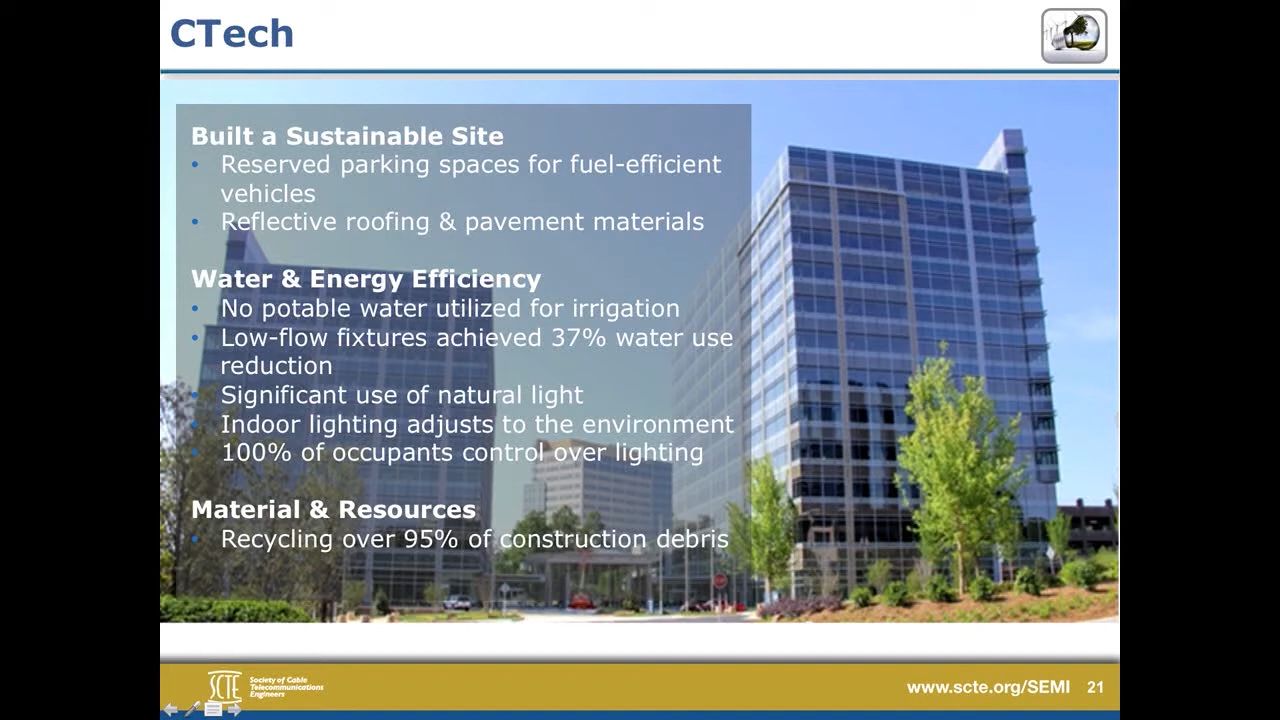 CTech
Built a Sustainable Site
• Reserved parking spaces for fuel-efficient
vehicles
• Reflective roofing & pavement materials
Water & Energy Efficiency
• No potable water utilized for irrigation
• Low-flow fixtures achieved 37% water use
reduction
• Significant use of natural light
• Indoor lighting adjusts to the environment
• 100% of occupants control over lighting
Material & Resources
• Recycling over 95% of construction debris
SCTE
Society of Cable
Telecommunications
Engineers
www.scte.org/SEMI 21